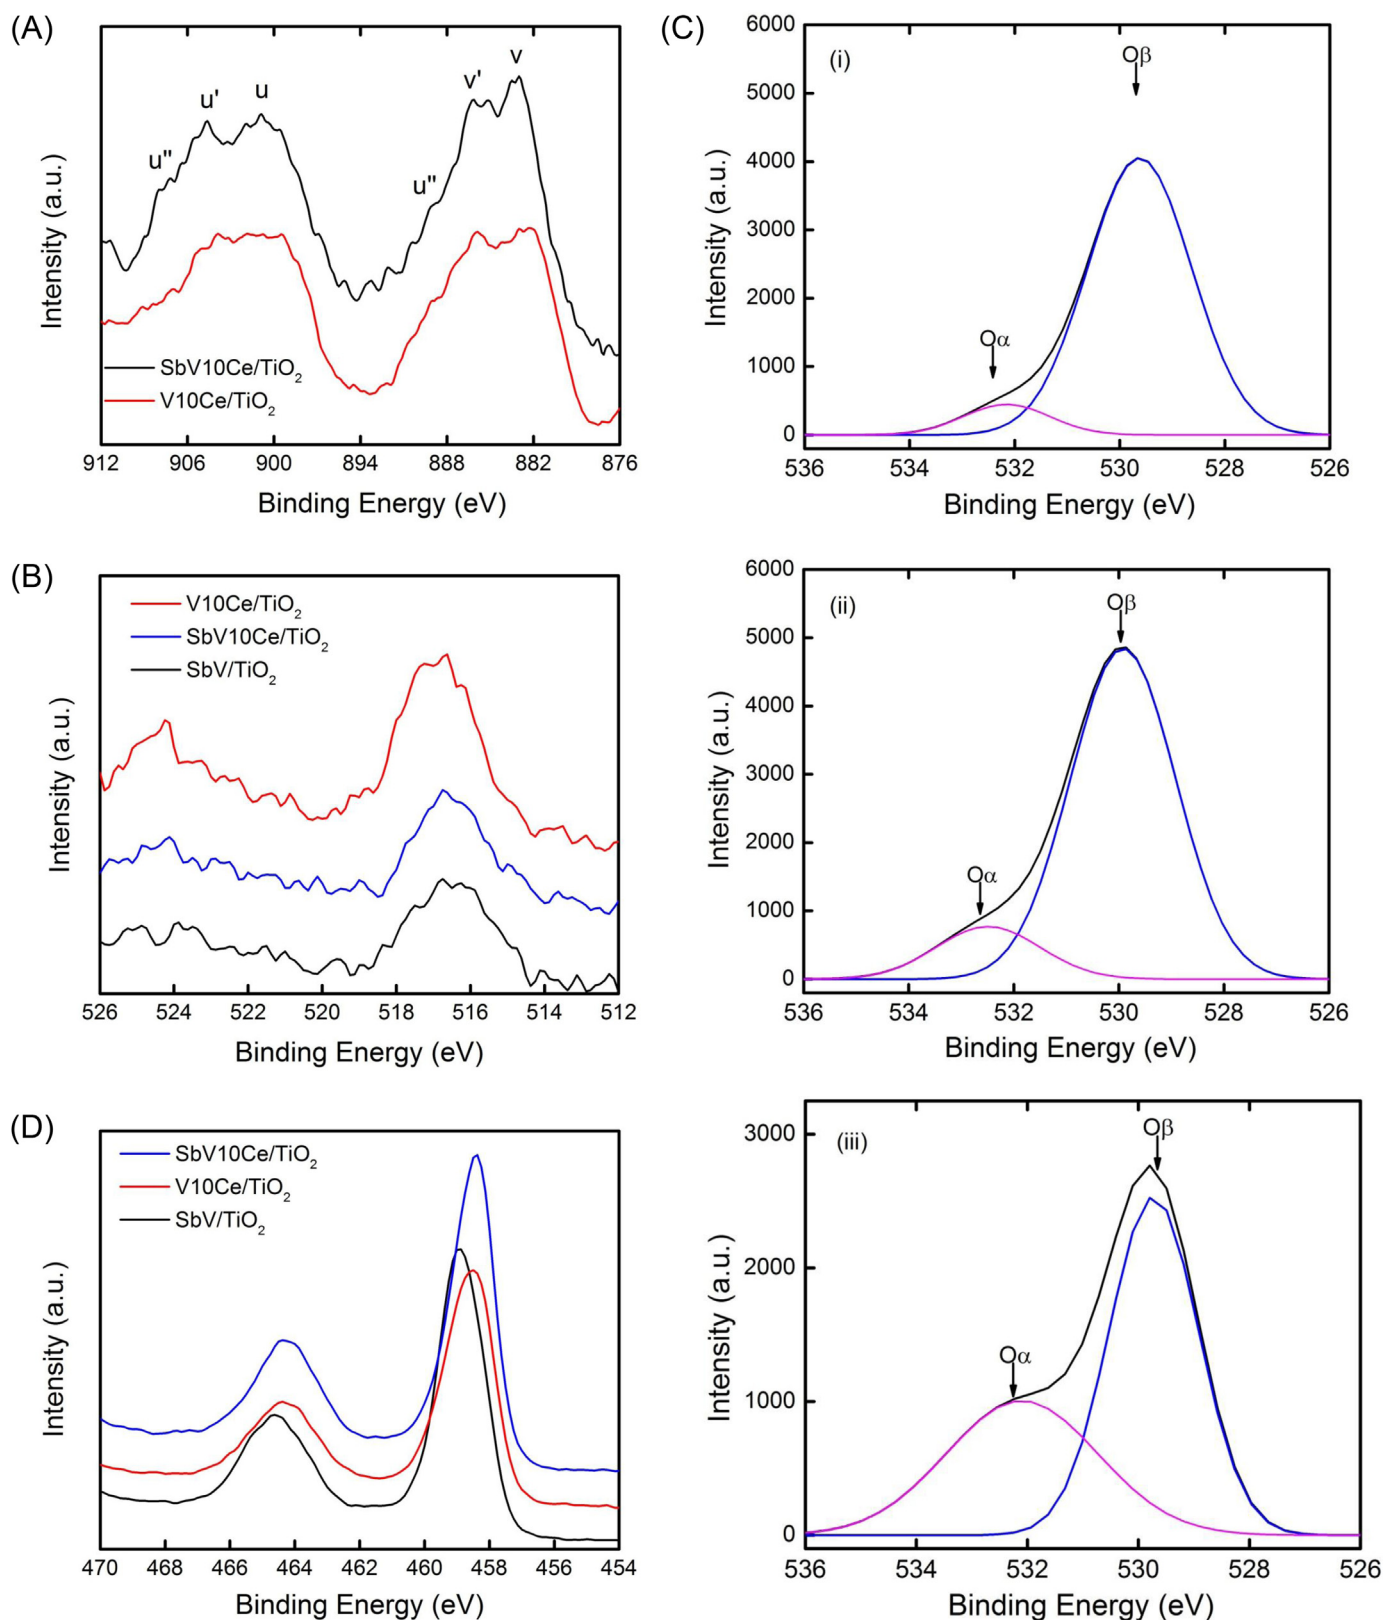 (A)
u" u' u u" v' v
Intensity (a.u.)
SbV10Ce/TiO2
V10Ce/TiO2
912 906 900 894 888 882 876
Binding Energy (eV)
(B)
V10Ce/TiO2
SbV10Ce/TiO2
SbV/TiO2
Intensity (a.u.)
526 524 522 520 518 516 514 512
Binding Energy (eV)
(D)
SbV10Ce/TiO2
V10Ce/TiO2
SbV/TiO2
Intensity (a.u.)
470 468 466 464 462 460 458 456 454
Binding Energy (eV)
(C)
(i)
Oβ
Oα
6000
5000
4000
3000
2000
1000
0
Intensity (a.u.)
536 534 532 530 528 526
Binding Energy (eV)
(ii)
Oβ
Oα
6000
5000
4000
3000
2000
1000
0
Intensity (a.u.)
536 534 532 530 528 526
Binding Energy (eV)
(iii)
Oβ
Oα
3000
2000
1000
0
Intensity (a.u.)
536 534 532 530 528 526
Binding Energy (eV)